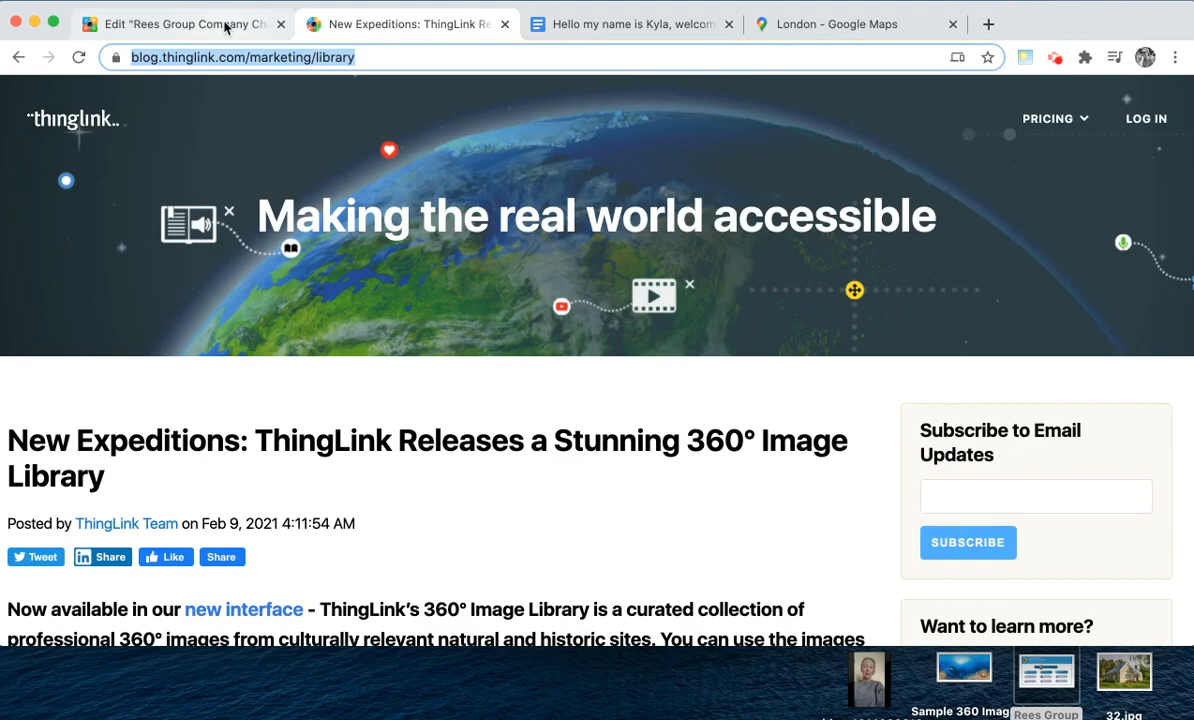 Edit "Rees Group Company Ch
New Expeditions: ThingLink Re
Hello my name is Kyla, welcom
London - Google Maps
blog.thinglink.com/marketing/library
thinglink..
PRICING
LOG IN
Making the real world accessible
New Expeditions: ThingLink Releases a Stunning 360° Image
Library
Posted by ThingLink Team on Feb 9, 2021 4:11:54 AM
Tweet
in Share
Like
Share
Now available in our new interface - ThingLink's 360° Image Library is a curated collection of
professional 360° images from culturally relevant natural and historic sites. You can use the images
Subscribe to Email
Updates
SUBSCRIBE
Want to learn more?
Sample 360 Imag
Rees Group
32.jpg